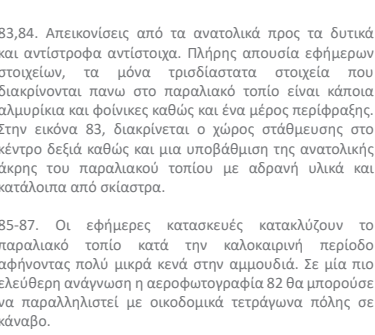 83,84. Απεικονίσεις από τα ανατολικά προς τα δυτικά
και αντίστροφα αντίστοιχα. Πλήρης απουσία εφήμερων
στοιχείων, τα μόνα τρισδίαστατα στοιχεία που
διακρίνονται πανω στο παραλιακό τοπίο είναι κάποια
αλμυρίκια και φοίνικες καθώς και ένα μέρος περίφραξης.
Στην εικόνα 83, διακρίνεται ο χώρος στάθμευσης στο
κέντρο δεξιά καθώς και μια υποβάθμιση της ανατολικής
άκρης του παραλιακού τοπίου με αδρανή υλικά και
κατάλοιπα από σκίαστρα.
85-87. Οι εφήμερες κατασκευές κατακλύζουν το
παραλιακό τοπίο κατά την καλοκαιρινή περίοδο
αφήνοντας πολύ μικρά κενά στην αμμουδιά. Σε μία πιο
ελεύθερη ανάγνωση η αεροφωτογραφία 82 θα μπορούσε
να παραλληλιστεί με οικοδομικά τετράγωνα πόλης σε
κάναβο.